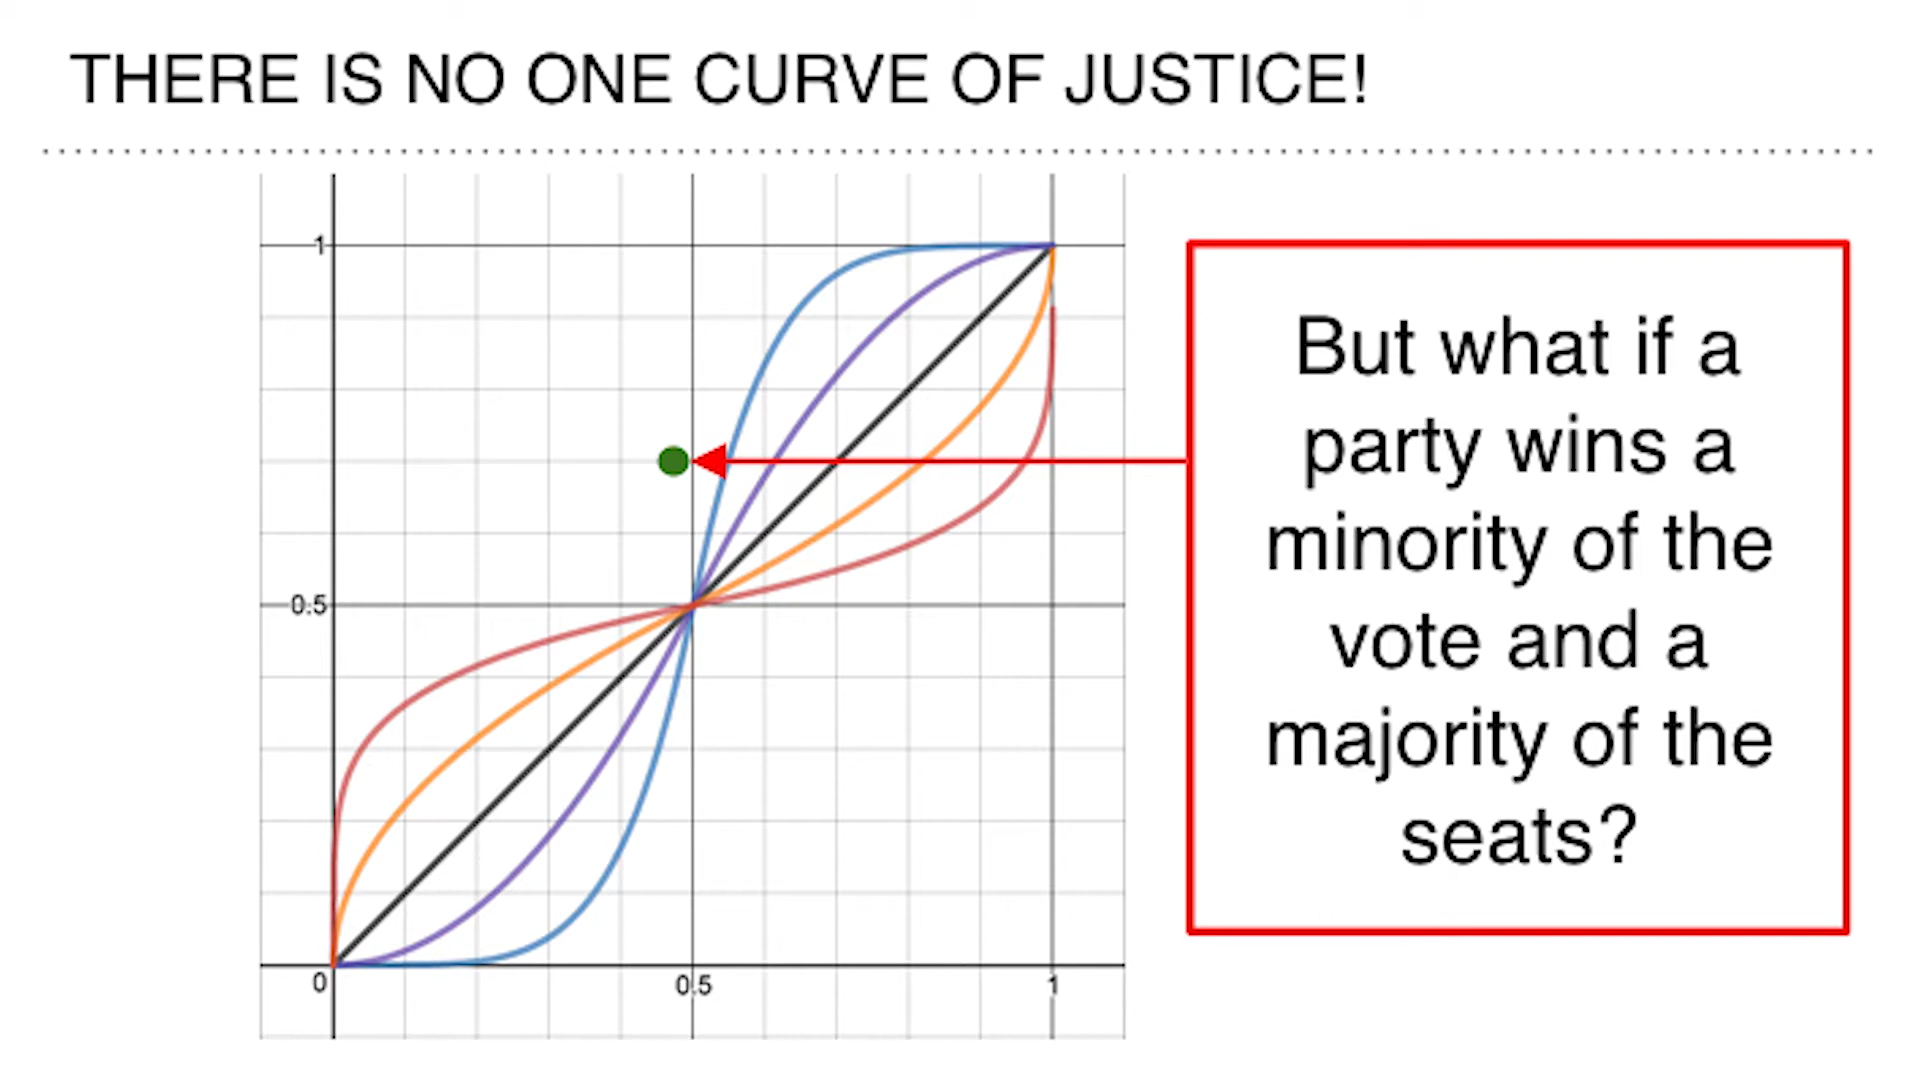 THERE IS NO ONE CURVE OF JUSTICE!
1
0.5
0
0.5
1
But what if a
party wins a
minority of the
vote and a
majority of the
seats?